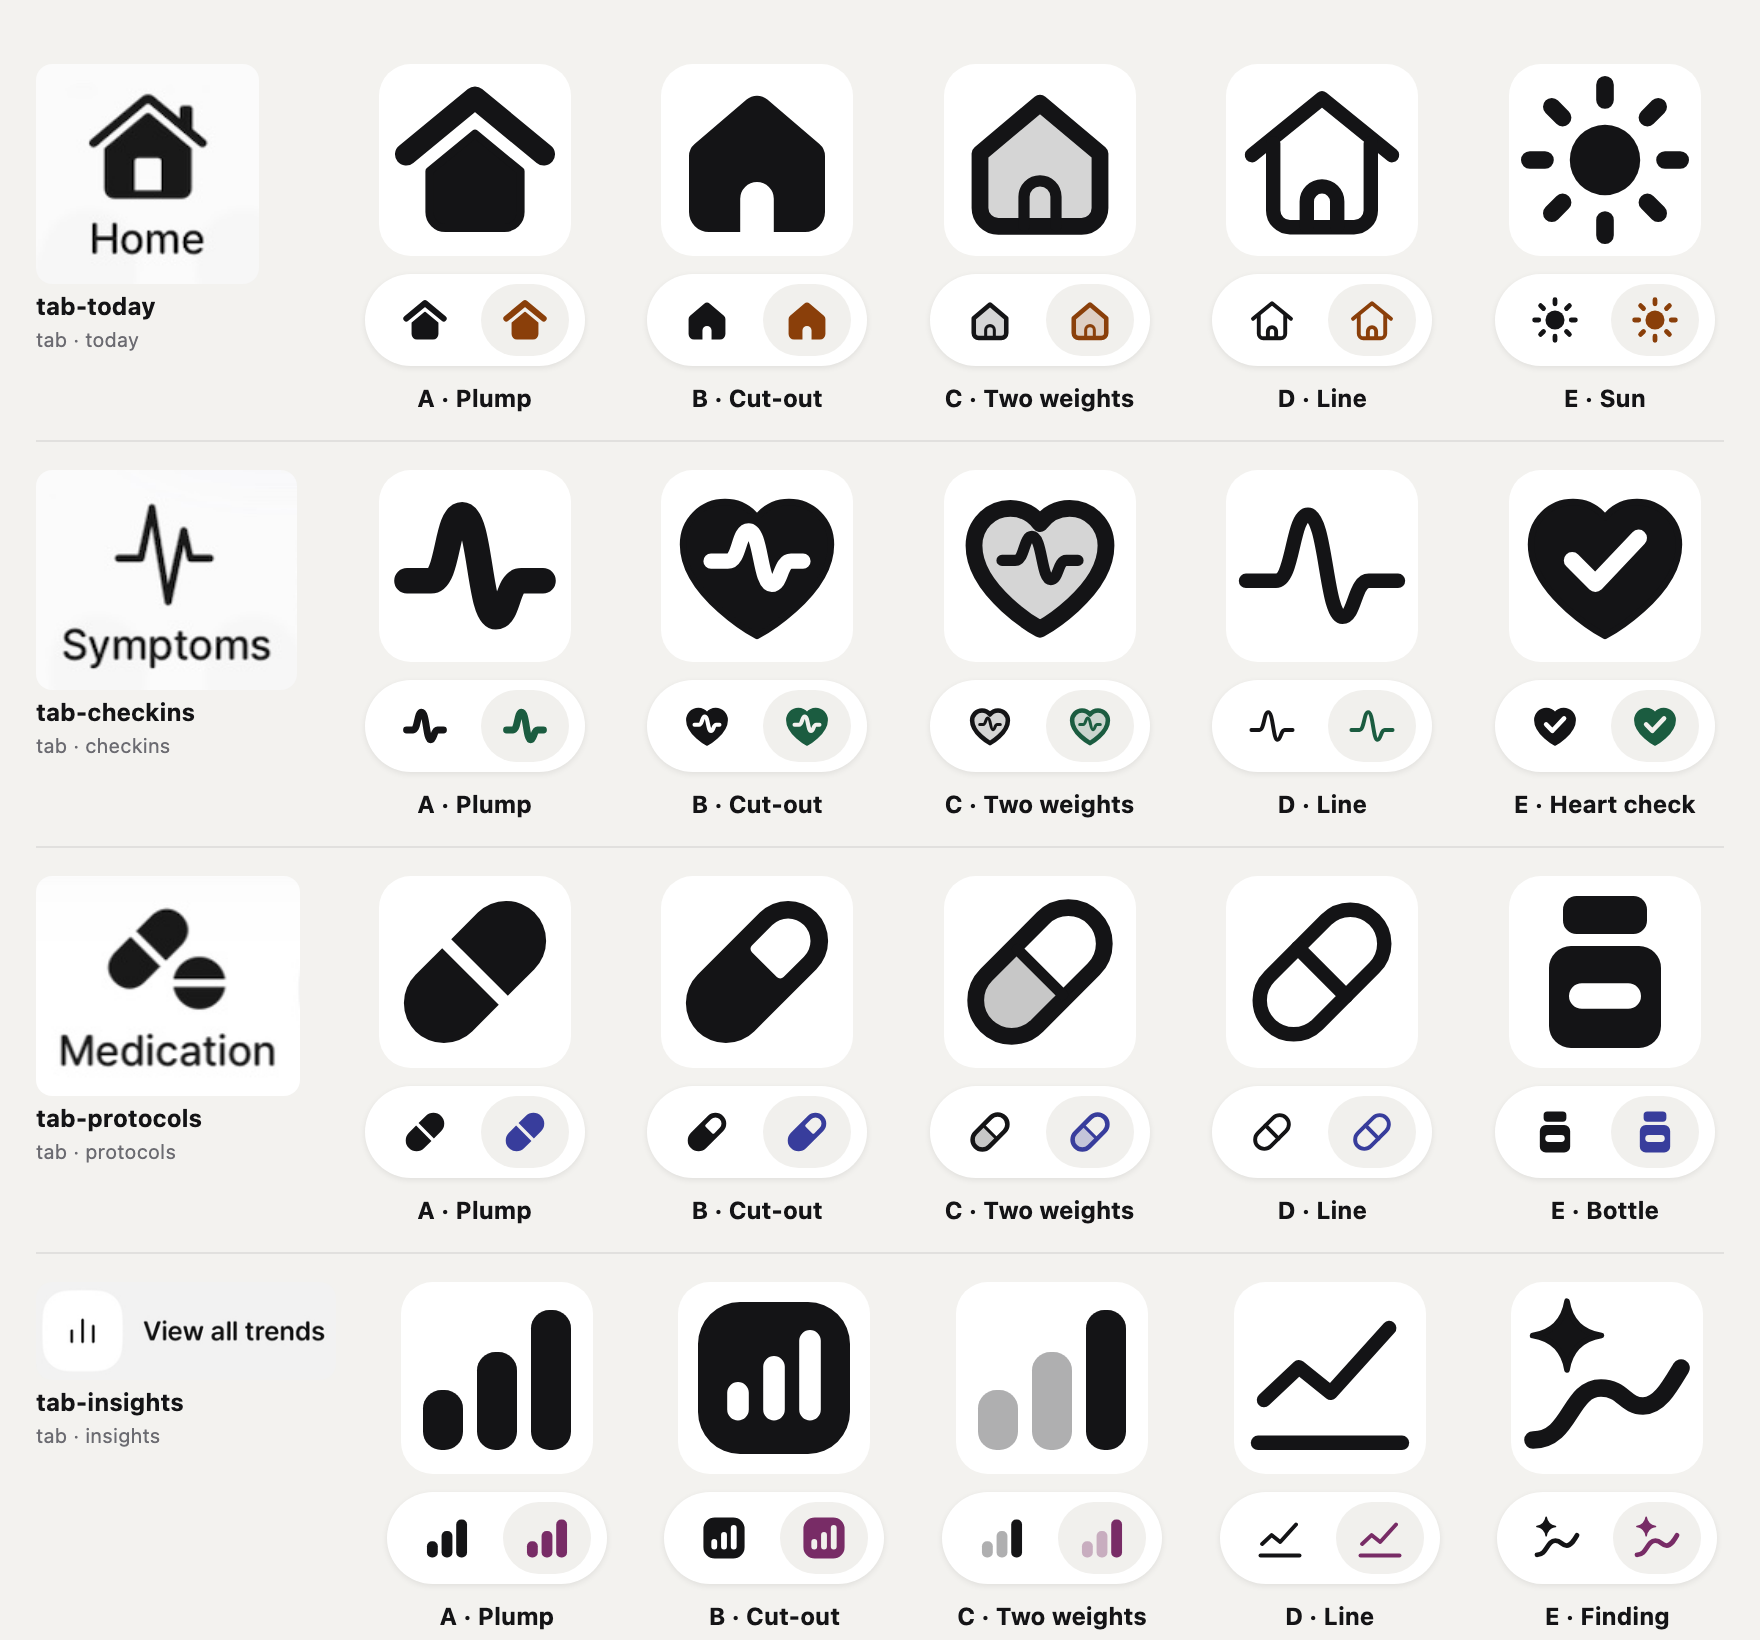 Home
tab-today
tab · today
A · Plump
B · Cut-out
C · Two weights
D · Line
E · Sun
Symptoms
tab-checkins
tab · checkins
A · Plump
B · Cut-out
C · Two weights
D · Line
E · Heart check
Medication
tab-protocols
tab · protocols
A · Plump
B · Cut-out
C · Two weights
D · Line
E · Bottle
View all trends
tab-insights
tab · insights
A · Plump
B · Cut-out
C · Two weights
D · Line
E · Finding